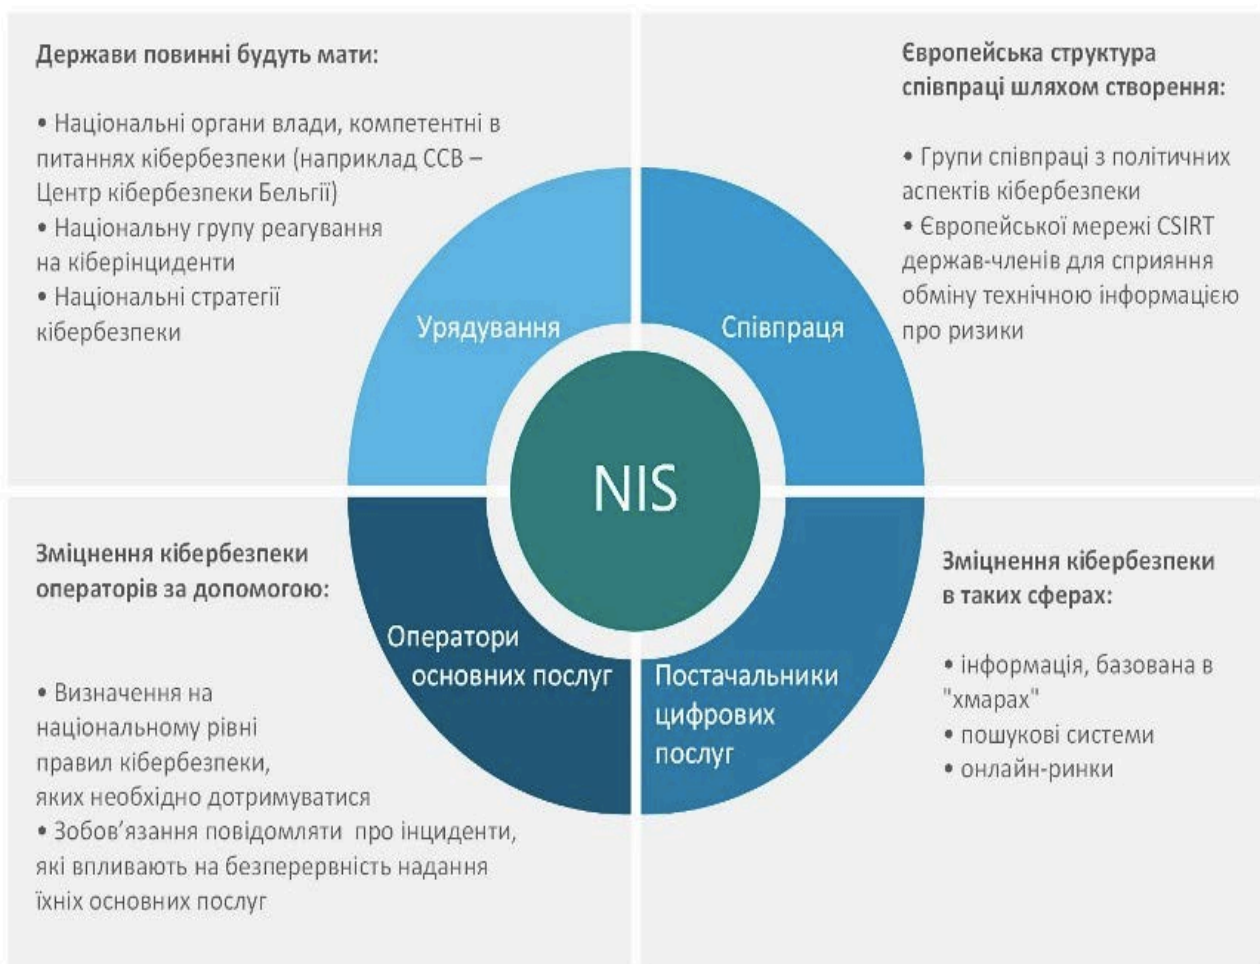 Держави повинні будуть мати:
• Національні органи влади, компетентні в
питаннях кібербезпеки (наприклад ССВ –
Центр кібербезпеки Бельгії)
• Національну групу реагування
на кіберінциденти
• Національні стратегії
кібербезпеки
Урядування
Європейська структура
співпраці шляхом створення:
• Групи співпраці з політичних
аспектів кібербезпеки
• Європейської мережі CSIRT
держав-членів для сприяння
обміну технічною інформацією
про ризики
Співпраця
NIS
Зміцнення кібербезпеки
операторів за допомогою:
• Визначення на
національному рівні
правил кібербезпеки,
яких необхідно дотримуватися
• Зобов’язання повідомляти про інциденти,
які впливають на безперервність надання
їхніх основних послуг
Оператори
основних послуг
Постачальники
цифрових
послуг
Зміцнення кібербезпеки
в таких сферах:
• інформація, базована в
"хмарах"
• пошукові системи
• онлайн-ринки